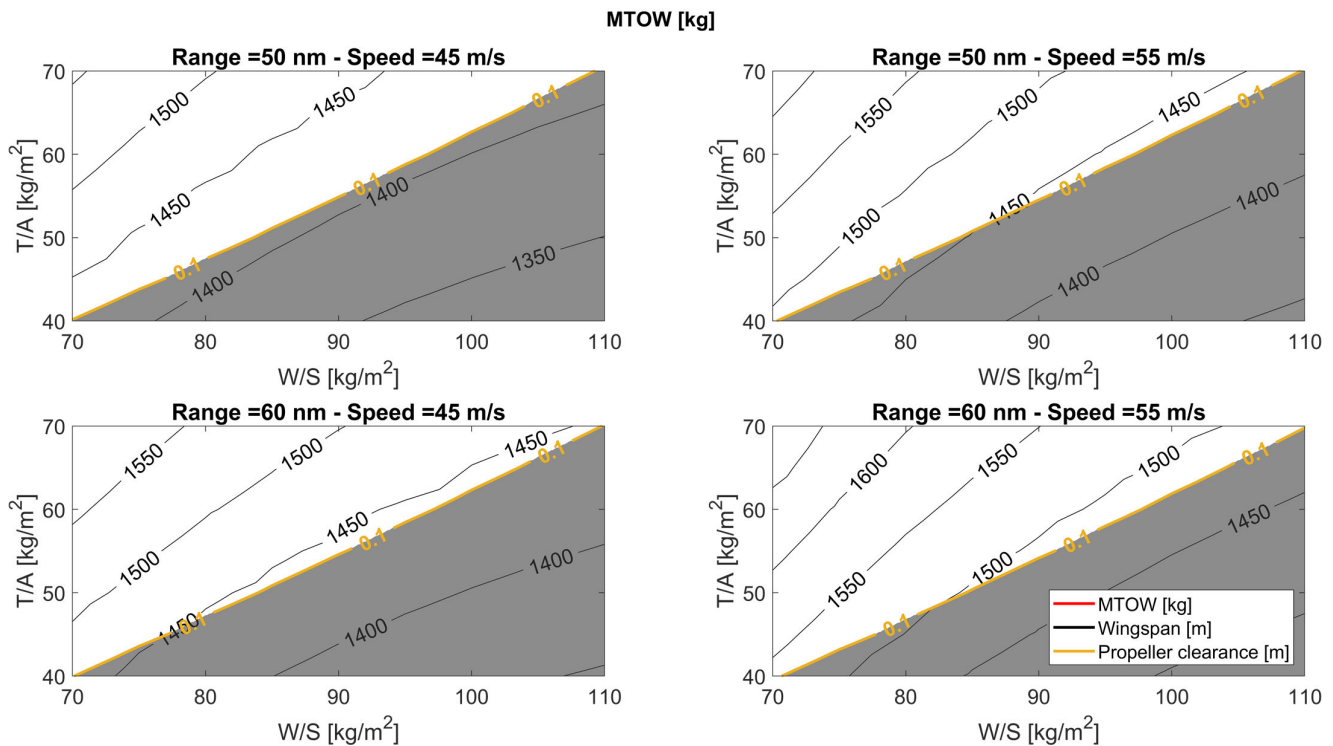 MTOW [kg]
Range =50 nm - Speed =45 m/s
70
60
50
40
T/A [kg/m²]
1500
1450
1450
0.1
0.1
0.1
1400
1400
1350
70 80 90 100 110
W/S [kg/m²]
Range =50 nm - Speed =55 m/s
70
60
50
40
T/A [kg/m²]
1550
1500
1450
1500
1450
0.1
0.1
0.1
1400
1400
70 80 90 100 110
W/S [kg/m²]
Range =60 nm - Speed =45 m/s
70
60
50
40
T/A [kg/m²]
1550
1500
1450
1500
1450
1450
0.1
0.1
0.1
1400
1400
70 80 90 100 110
W/S [kg/m²]
Range =60 nm - Speed =55 m/s
70
60
50
40
T/A [kg/m²]
1600
1550
1500
1550
1500
0.1
0.1
0.1
1450
MTOW [kg]
Wingspan [m]
Propeller clearance [m]
70 80 90 100 110
W/S [kg/m²]